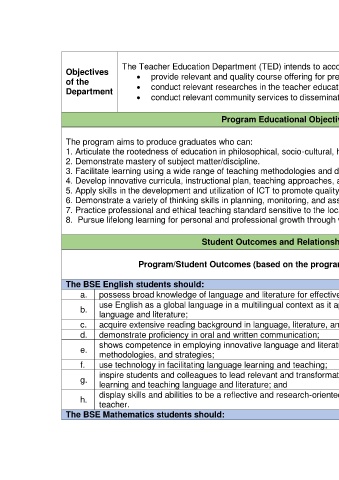 Objectives
of the
Department
The Teacher Education Department (TED) intends to acco
• provide relevant and quality course offering for pre
• conduct relevant researches in the teacher educat
• conduct relevant community services to disseminat
Program Educational Objectiv
The program aims to produce graduates who can:
1. Articulate the rootedness of education in philosophical, socio-cultural, h
2. Demonstrate mastery of subject matter/discipline.
3. Facilitate learning using a wide range of teaching methodologies and d
4. Develop innovative curricula, instructional plan, teaching approaches, a
5. Apply skills in the development and utilization of ICT to promote quality
6. Demonstrate a variety of thinking skills in planning, monitoring, and ass
7. Practice professional and ethical teaching standard sensitive to the loc
8. Pursue lifelong learning for personal and professional growth through
Student Outcomes and Relationsh
Program/Student Outcomes (based on the progra
The BSE English students should:
a. possess broad knowledge of language and literature for effective
b. use English as a global language in a multilingual context as it ap
language and literature;
c. acquire extensive reading background in language, literature, an
d. demonstrate proficiency in oral and written communication;
e. shows competence in employing innovative language and literat
methodologies, and strategies;
f. use technology in facilitating language learning and teaching;
g. inspire students and colleagues to lead relevant and transformat
learning and teaching language and literature; and
h. display skills and abilities to be a reflective and research-oriente
teacher.
The BSE Mathematics students should: